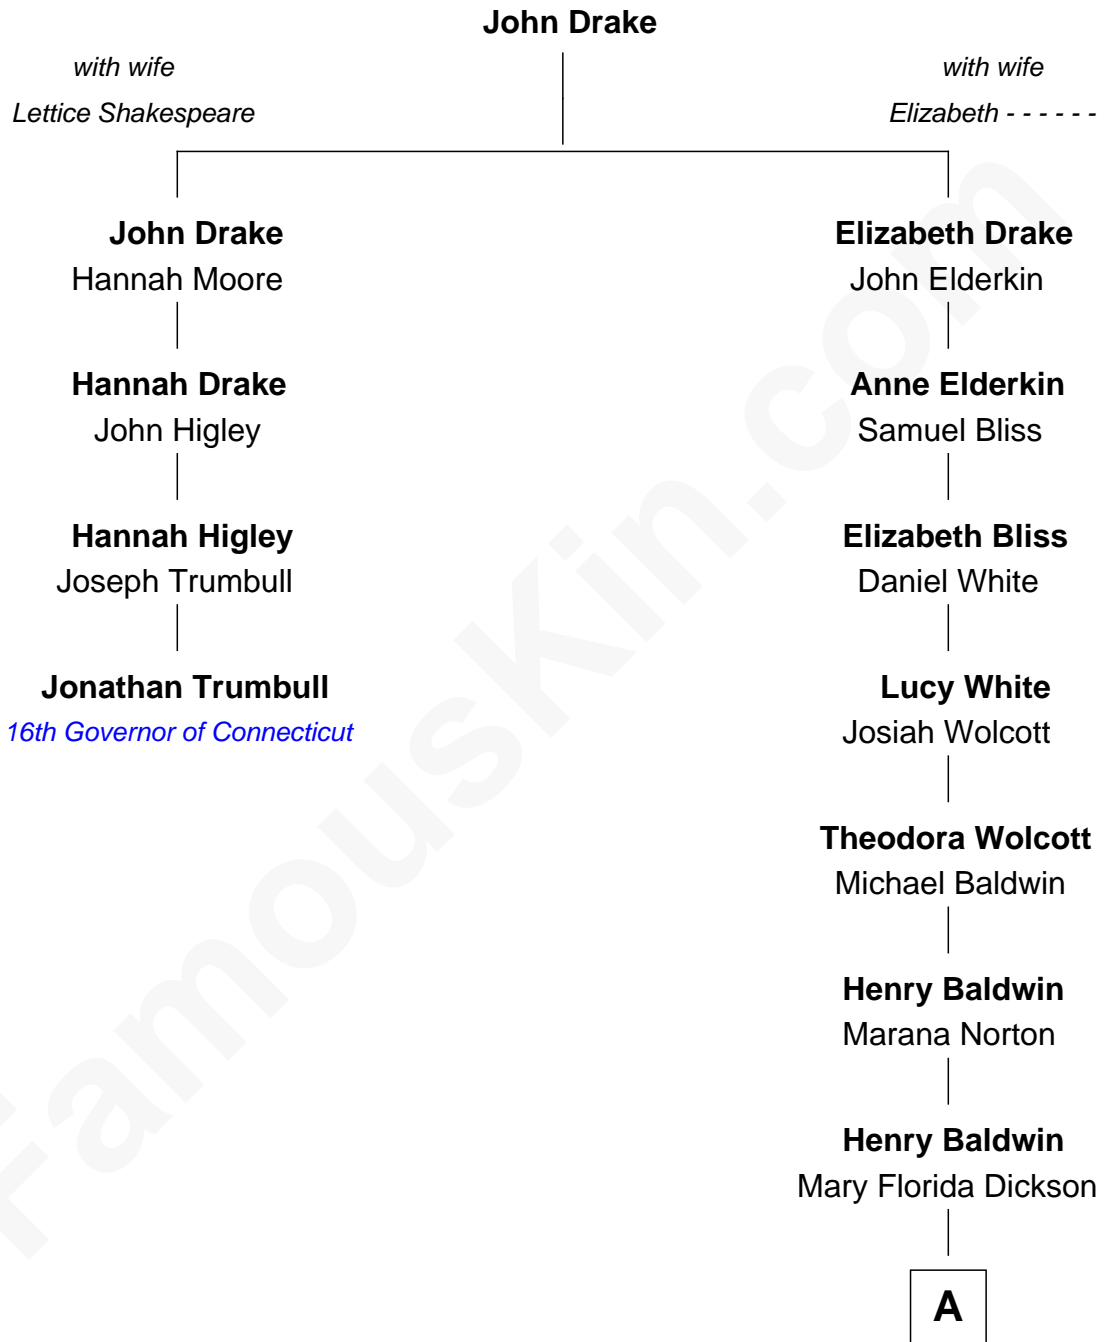 John Drake
with wife
Lettice Shakespeare
with wife
Elizabeth - - - - - -
John Drake
Hannah Moore
Elizabeth Drake
John Elderkin
Hannah Drake
John Higley
Anne Elderkin
Samuel Bliss
Hannah Higley
Joseph Trumbull
Elizabeth Bliss
Daniel White
Jonathan Trumbull
16th Governor of Connecticut
Lucy White
Josiah Wolcott
Theodora Wolcott
Michael Baldwin
Henry Baldwin
Marana Norton
Henry Baldwin
Mary Florida Dickson
A
FamousKin.com